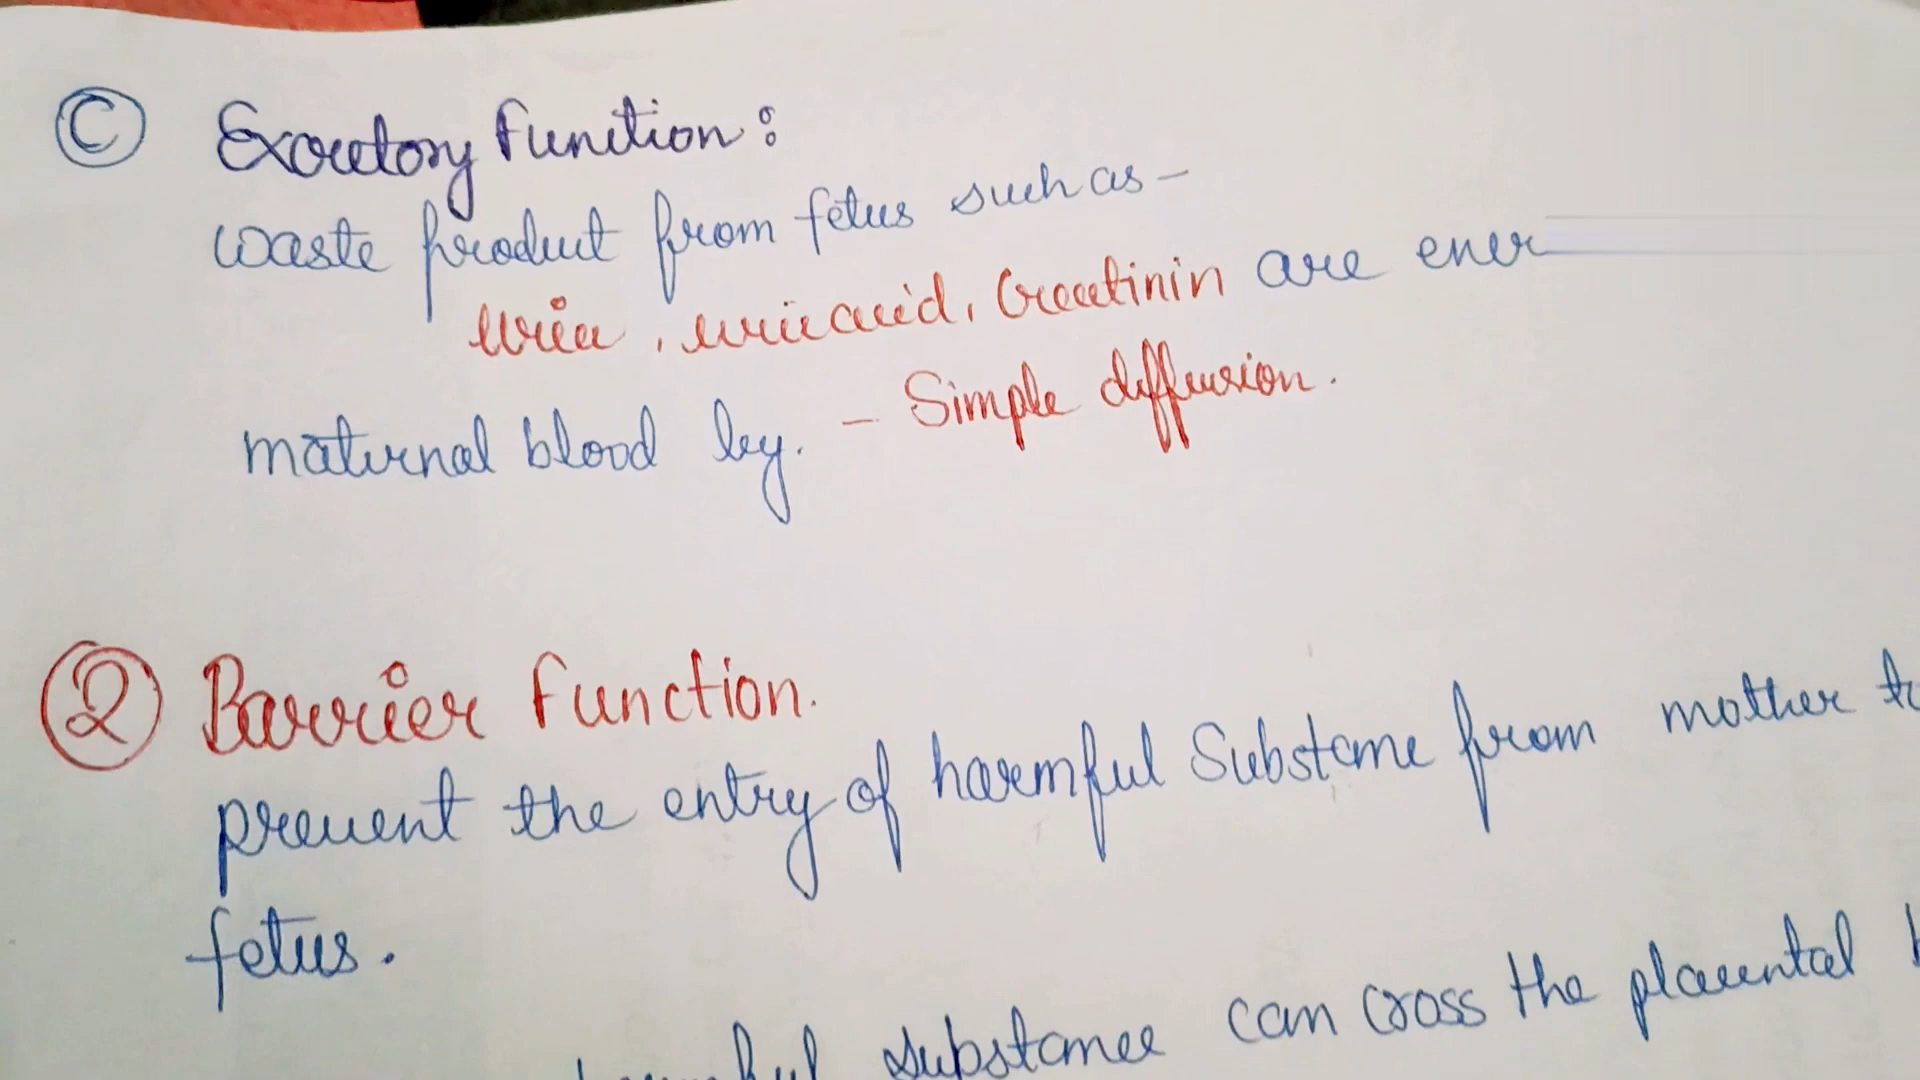 C Excretory Function:
waste product from fetus such as -
urea, uric acid, Creatinin are
maternal blood by. - Simple diffusion.
2 Barrier function.
prevent the entry of harmful Substance from mother to
fetus.
substance can cross the placental